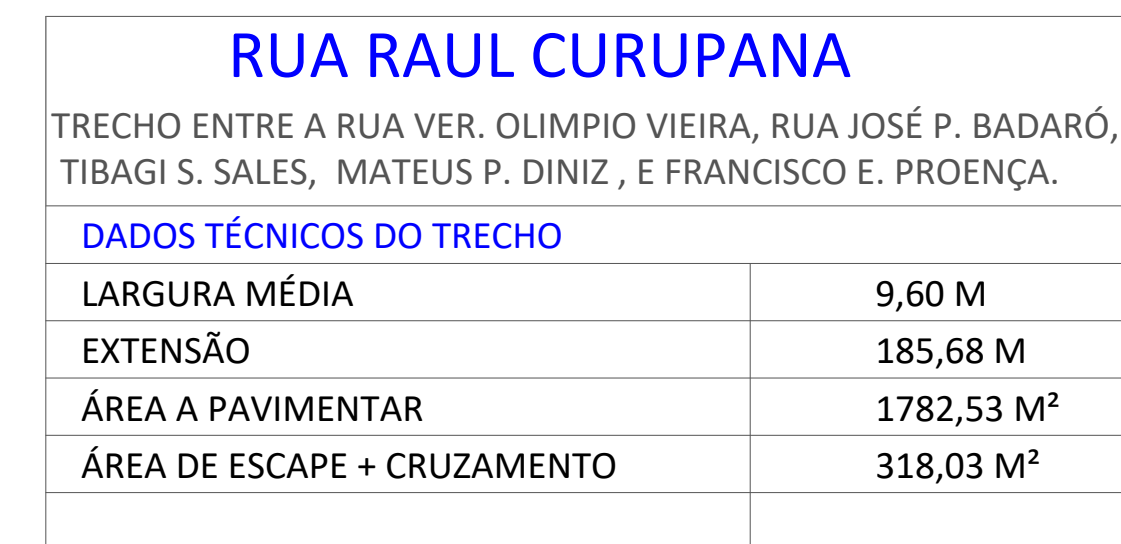 RUA RAUL CURUPANA
TRECHO ENTRE A RUA VER. OLIMPIO VIEIRA, RUA JOSÉ P. BADARÓ,
TIBAGI S. SALES, MATEUS P. DINIZ , E FRANCISCO E. PROENÇA.
DADOS TÉCNICOS DO TRECHO
LARGURA MÉDIA 9,60 M
EXTENSÃO 185,68 M
ÁREA A PAVIMENTAR 1782,53 M²
ÁREA DE ESCAPE + CRUZAMENTO 318,03 M²